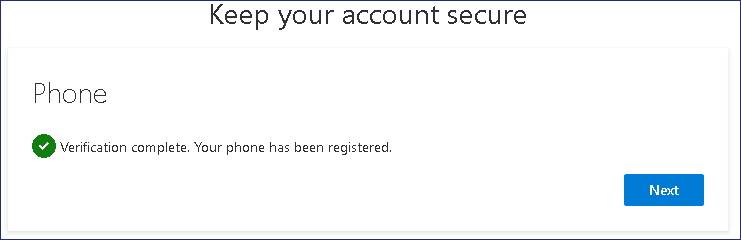 Keep your account secure
Phone
Verification complete. Your phone has been registered.
Next